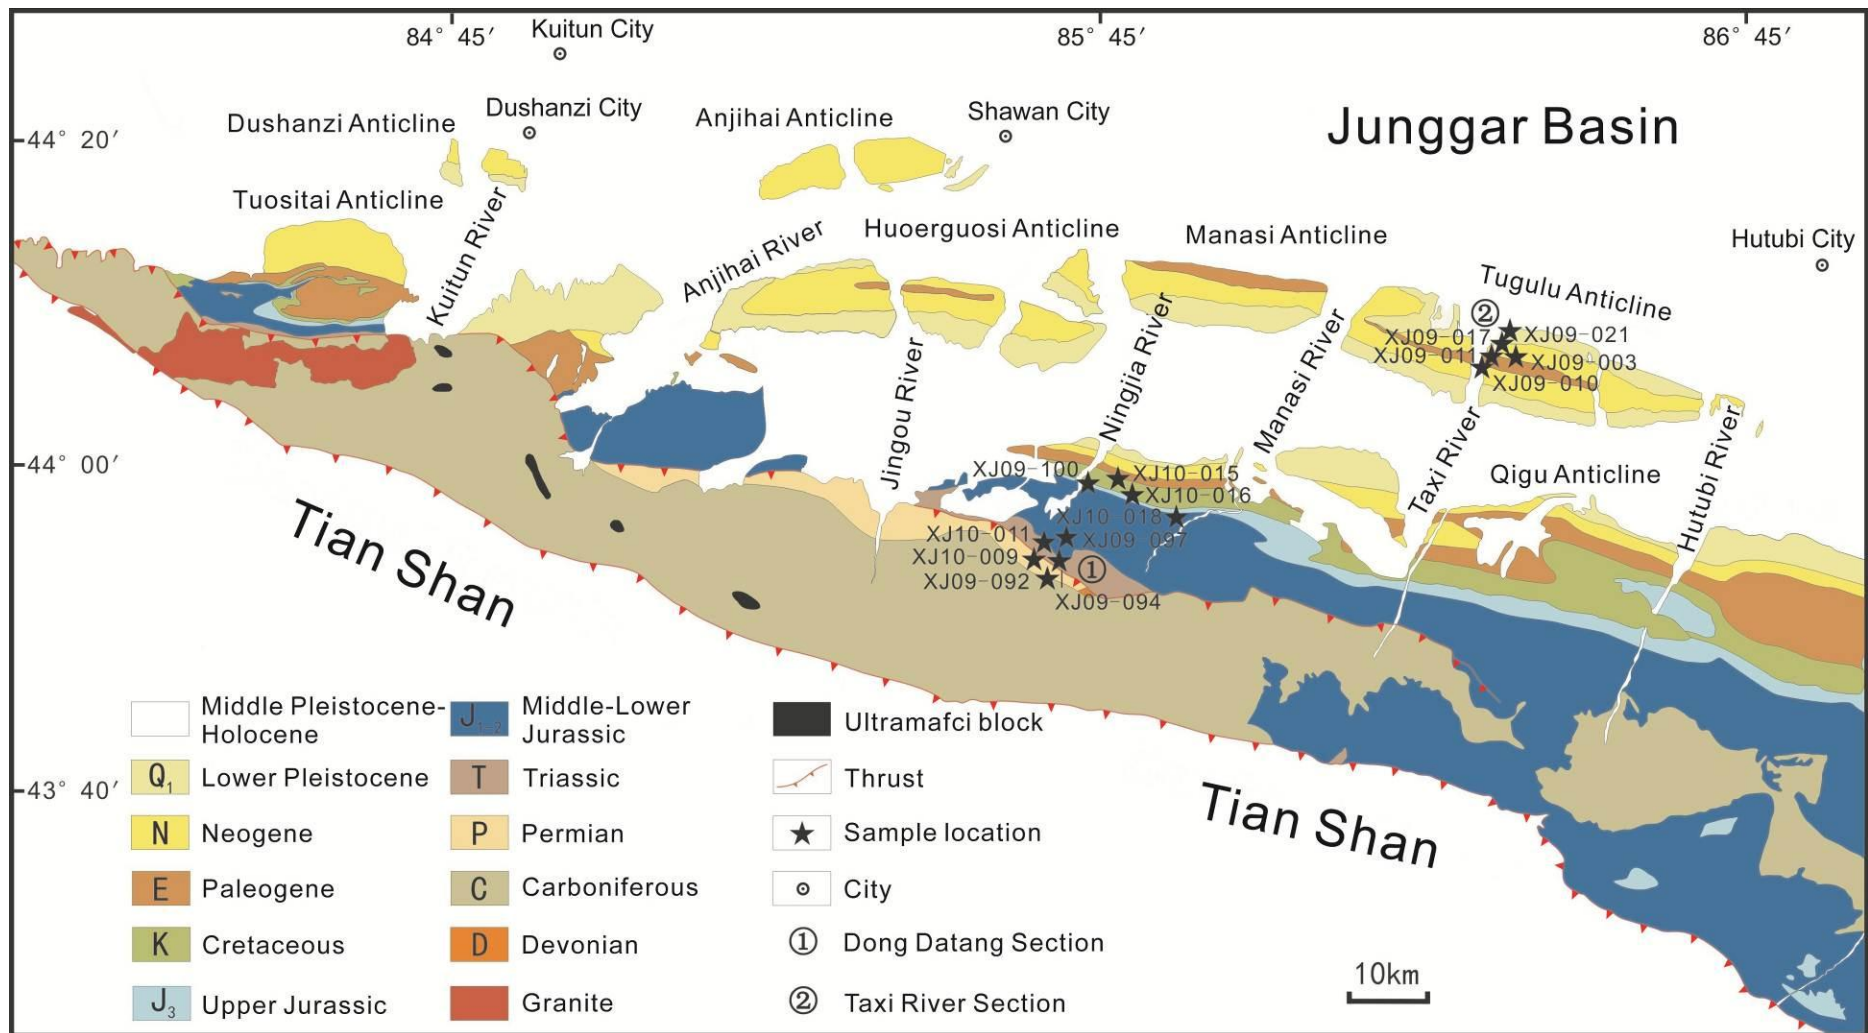 84° 45′
85° 45′
86° 45′
Kuitun City
Dushanzi City
Dushanzi Anticline
Anjihai Anticline
Shawan City
Junggar Basin
44° 20′
Tuositai Anticline
Kuitun River
Anjihai River
Huoerguosi Anticline
Manasi Anticline
Hutubi City
Tugulu Anticline
②
XJ09-017
XJ09-021
XJ09-011
XJ09-003
XJ09-010
Jingou River
Ningjia River
Manasi River
Taxi River
Hutubi River
Qigu Anticline
44° 00′
XJ09-100
XJ10-015
XJ10-016
XJ10-018
XJ10-011
XJ09-097
XJ10-009
①
XJ09-092
XJ09-094
Tian Shan
Tian Shan
43° 40′
Middle Pleistocene-
Holocene
Q1 Lower Pleistocene
N Neogene
E Paleogene
K Cretaceous
J3 Upper Jurassic
J1-2 Middle-Lower
Jurassic
T Triassic
P Permian
C Carboniferous
D Devonian
Granite
Ultramafci block
Thrust
Sample location
City
① Dong Datang Section
② Taxi River Section
10km